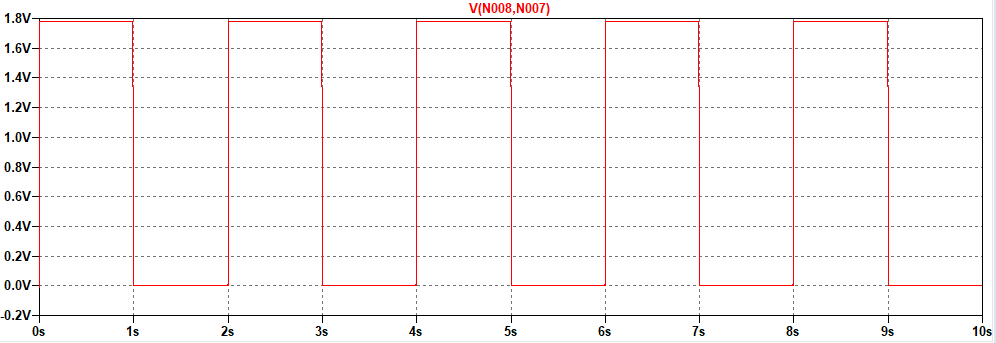 V(N008,N007)
1.8V
1.6V
1.4V
1.2V
1.0V
0.8V
0.6V
0.4V
0.2V
0.0V
-0.2V
0s 1s 2s 3s 4s 5s 6s 7s 8s 9s 10s